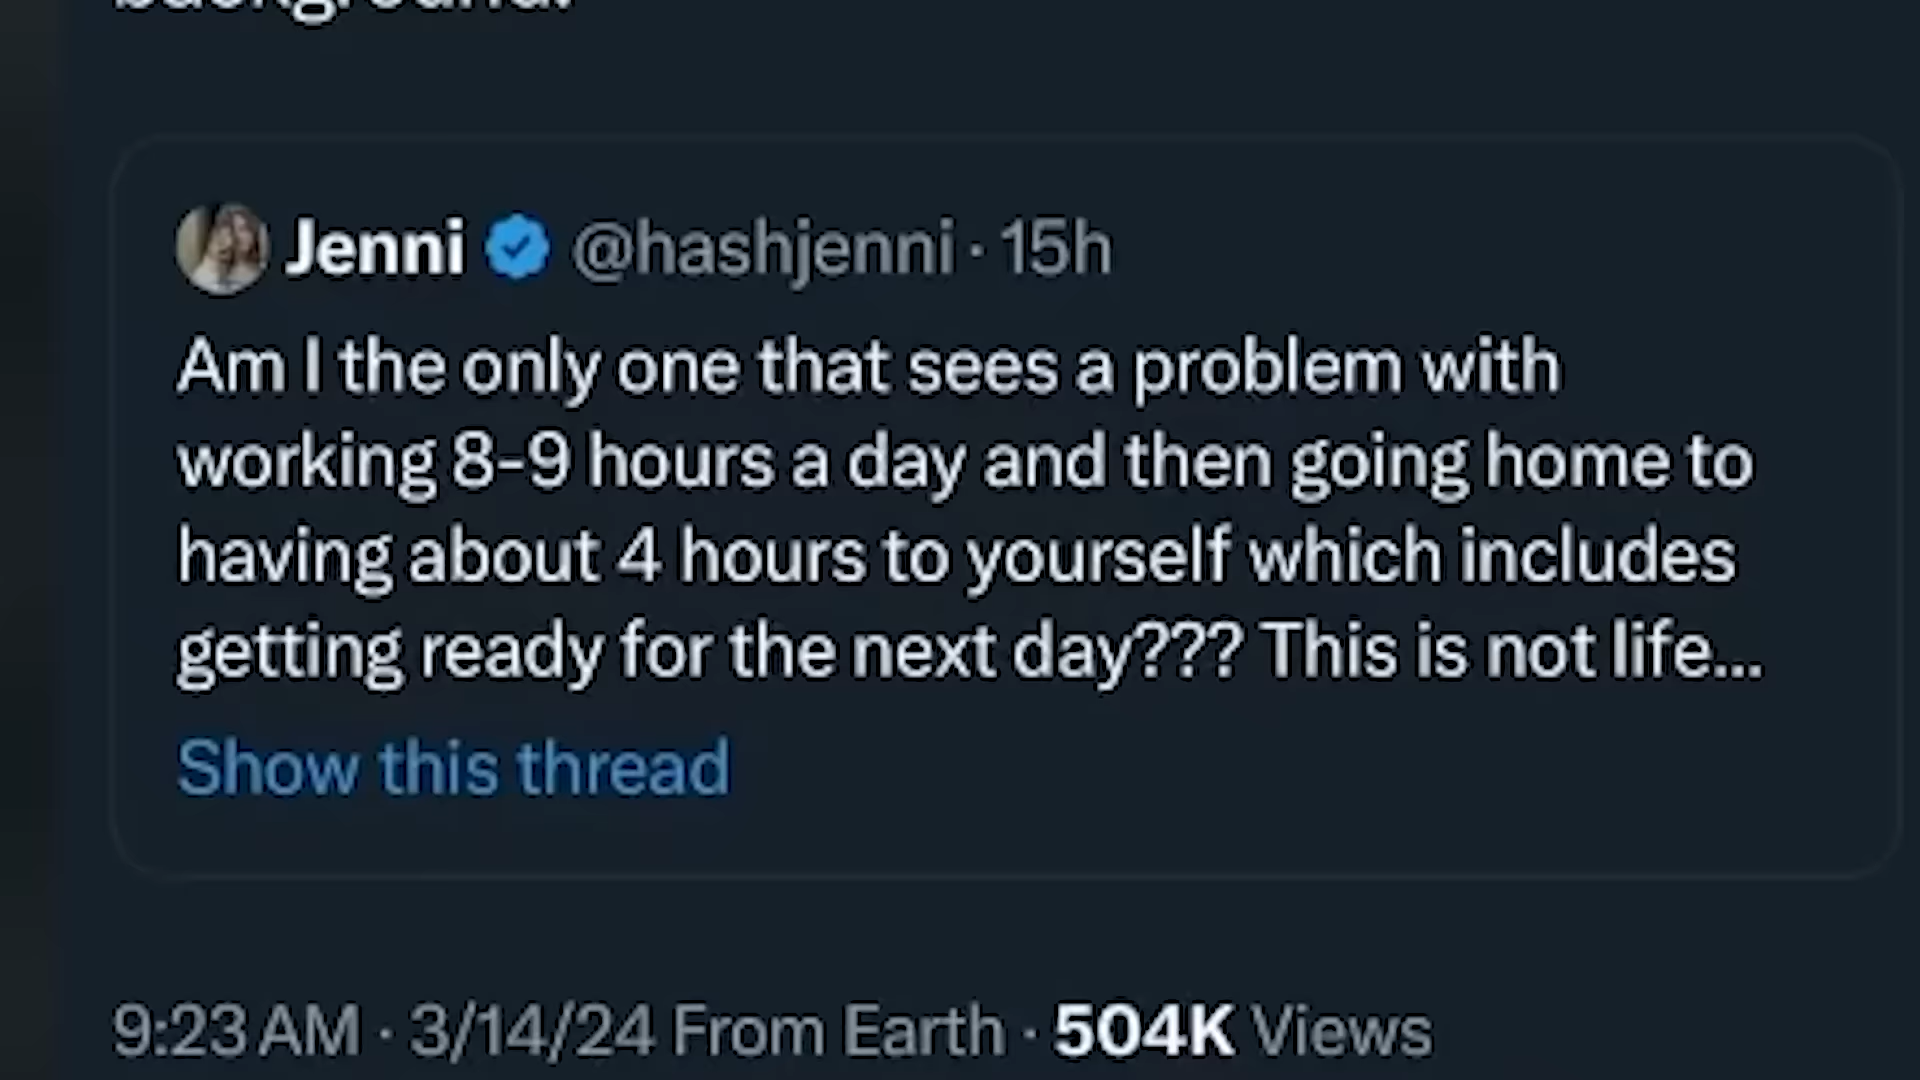 background.
Jenni @hashjenni · 15h
Am I the only one that sees a problem with
working 8-9 hours a day and then going home to
having about 4 hours to yourself which includes
getting ready for the next day??? This is not life...
Show this thread
9:23 AM · 3/14/24 From Earth · 504K Views